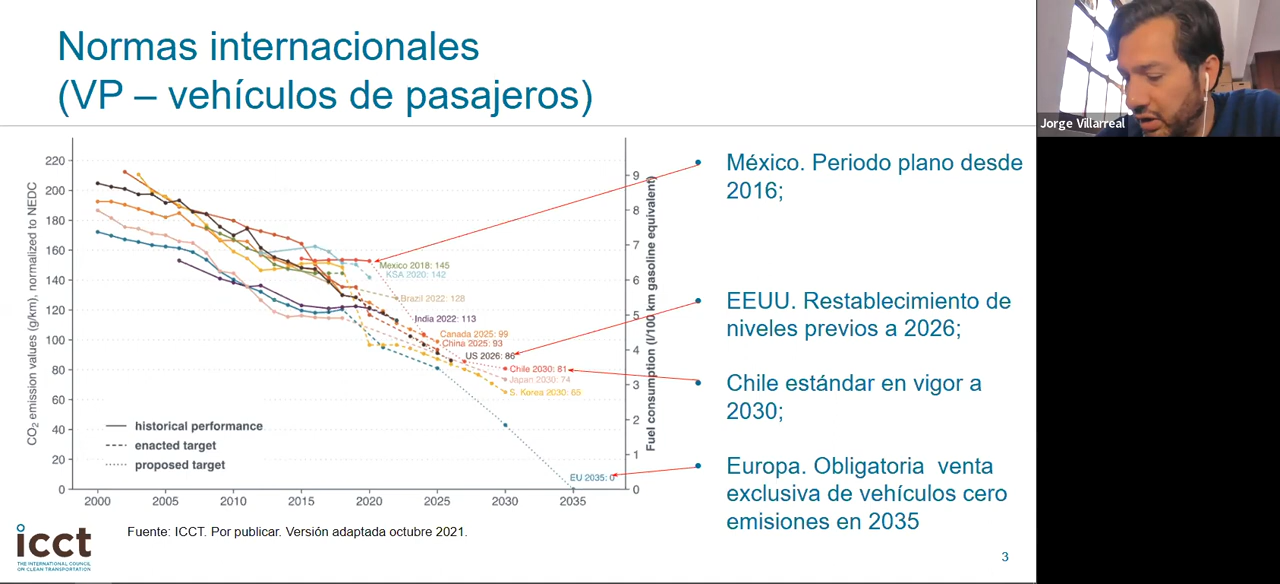 Normas internacionales
(VP – vehículos de pasajeros)
Jorge Villarreal
CO2 emission values (g/km), normalized to NEDC
220
200
180
160
140
120
100
80
60
40
20
0
2000
2005
2010
2015
2020
2025
2030
2035
9
8
7
6
5
4
3
2
1
0
Fuel consumption (l/100 km gasoline equivalent)
Mexico 2018: 145
KSA 2020: 142
Brazil 2022: 128
India 2022: 113
Canada 2025: 99
China 2025: 93
US 2026: 86
Chile 2030: 81
Japan 2030: 74
S. Korea 2030: 65
EU 2035: 0
historical performance
enacted target
proposed target
• México. Periodo plano desde
2016;
• EEUU. Restablecimiento de
niveles previos a 2026;
• Chile estándar en vigor a
2030;
• Europa. Obligatoria venta
exclusiva de vehículos cero
emisiones en 2035
icct
THE INTERNATIONAL COUNCIL
ON CLEAN TRANSPORTATION
Fuente: ICCT. Por publicar. Versión adaptada octubre 2021.
3